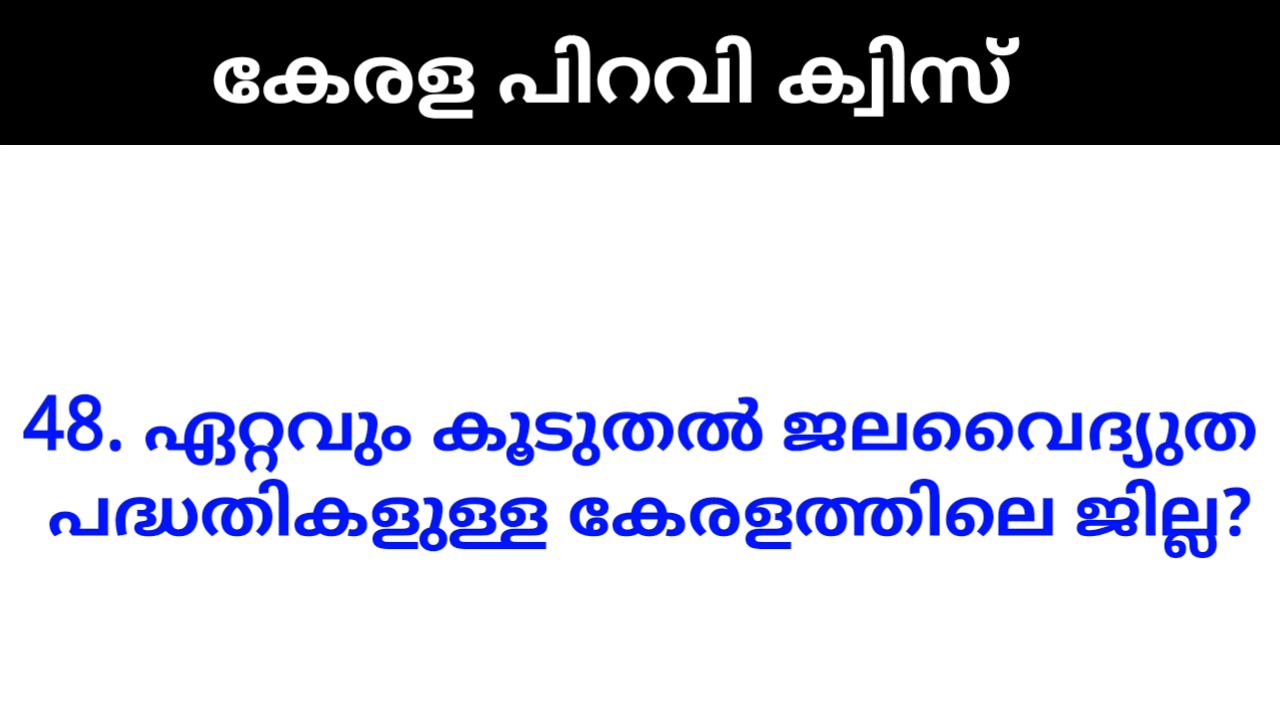 കേരള പിറവി ക്വിസ്
48. ഏറ്റവും കൂടുതൽ ജലവൈദ്യുത
പദ്ധതികളുള്ള കേരളത്തിലെ ജില്ല?